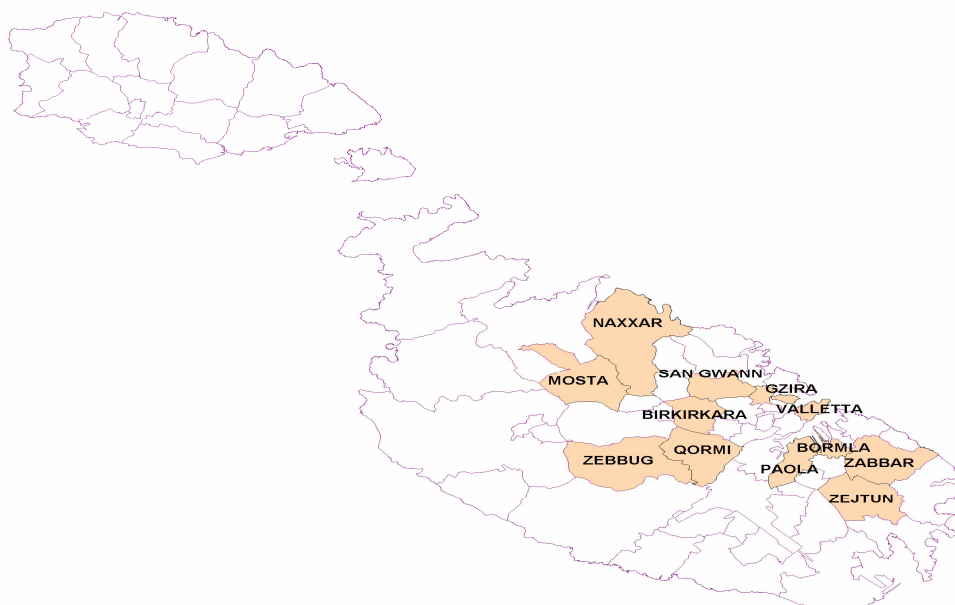 NAXXAR
SAN GWANN
MOSTA
GZIRA
VALLETTA
BIRKIRKARA
BORMLA
QORMI
ZEBBUG
ZABBAR
PAOLA
ZEJTUN